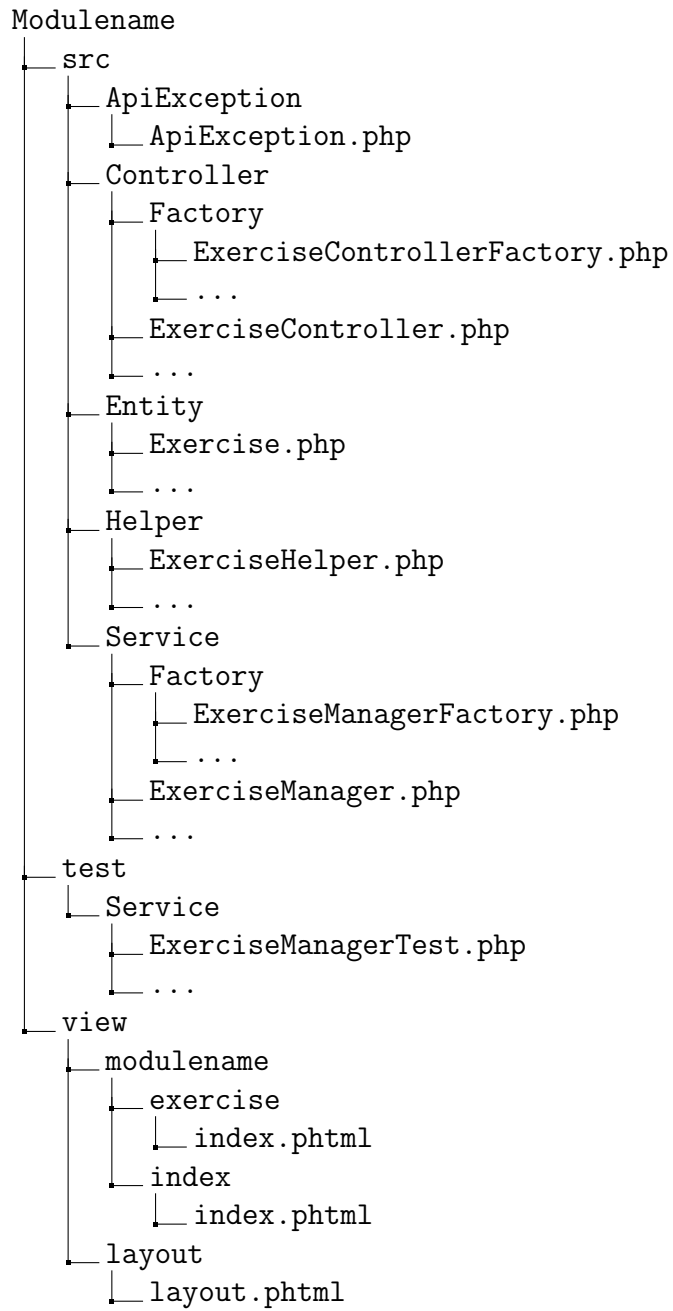 Modulename
src
ApiException
ApiException.php
Controller
Factory
ExerciseControllerFactory.php
...
ExerciseController.php
...
Entity
Exercise.php
...
Helper
ExerciseHelper.php
...
Service
Factory
ExerciseManagerFactory.php
...
ExerciseManager.php
...
test
Service
ExerciseManagerTest.php
...
view
modulename
exercise
index.phtml
index
index.phtml
layout
layout.phtml